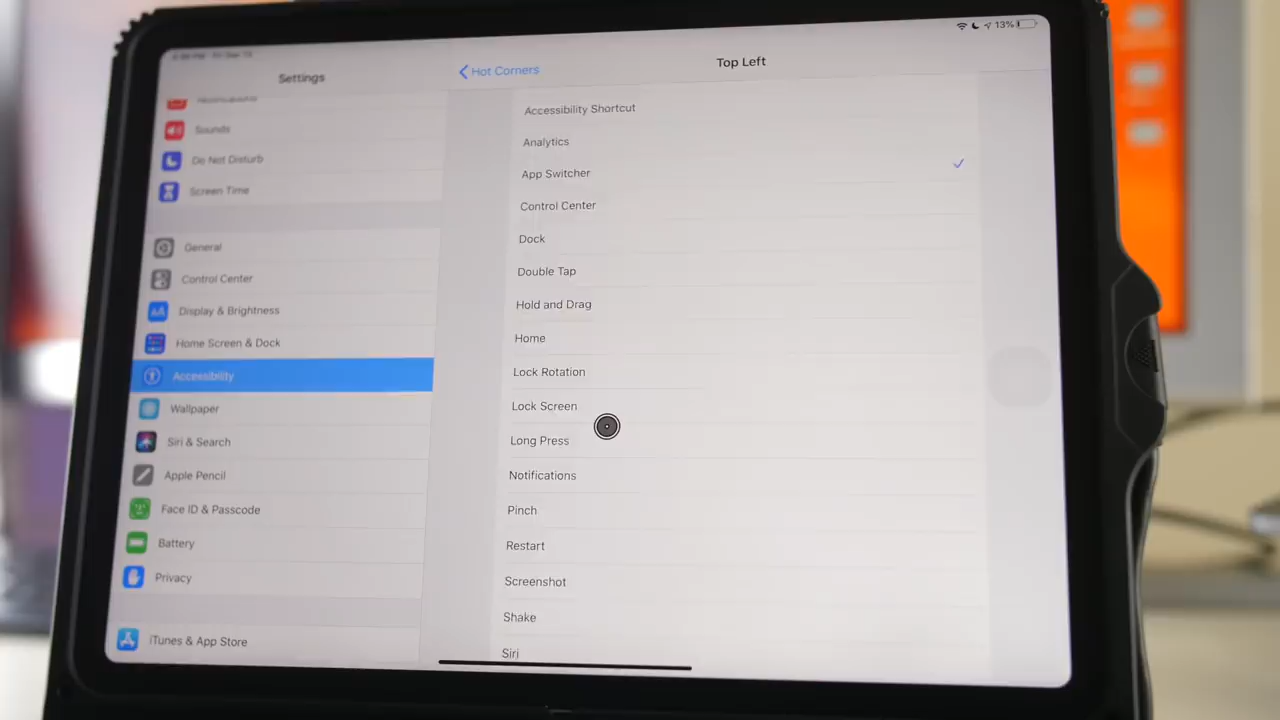 13%
Settings
Sounds
Do Not Disturb
Screen Time
General
Control Center
Display & Brightness
Home Screen & Dock
Accessibility
Wallpaper
Siri & Search
Apple Pencil
Face ID & Passcode
Battery
Privacy
iTunes & App Store
Hot Corners
Top Left
Accessibility Shortcut
Analytics
App Switcher
Control Center
Dock
Double Tap
Hold and Drag
Home
Lock Rotation
Lock Screen
Long Press
Notifications
Pinch
Restart
Screenshot
Shake
Siri